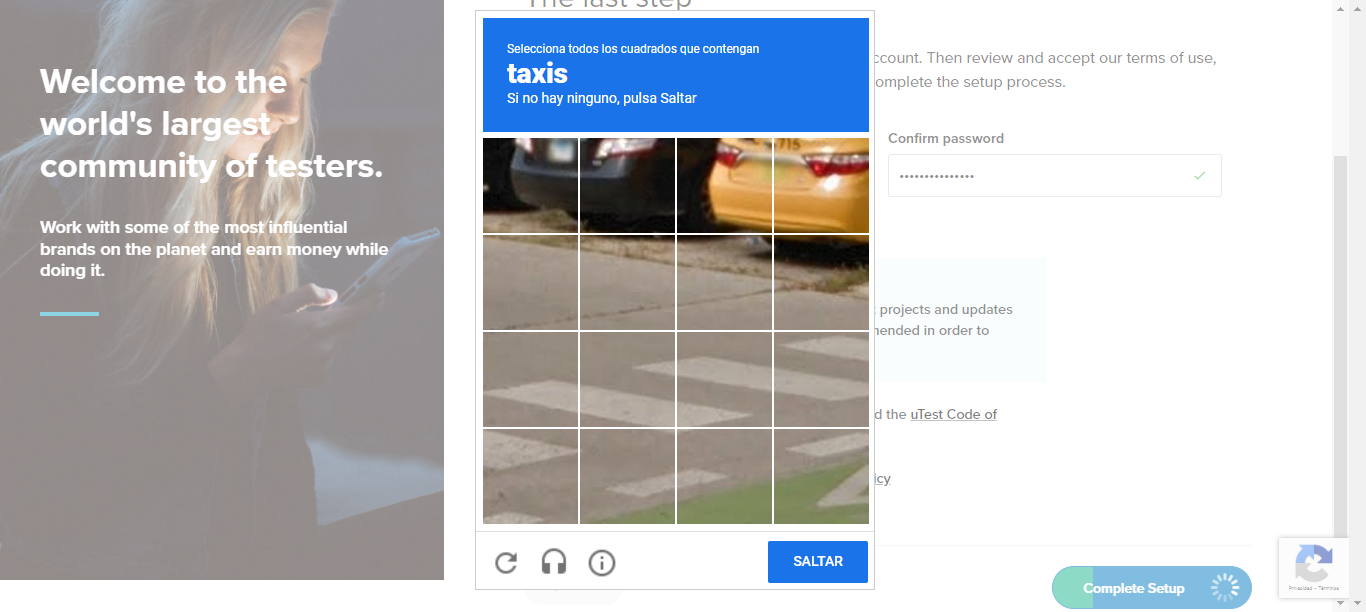 The last step
Welcome to the
world's largest
community of testers.
Work with some of the most influential
brands on the planet and earn money while
doing it.
Selecciona todos los cuadrados que contengan
taxis
Si no hay ninguno, pulsa Saltar
715
SALTAR
ccount. Then review and accept our terms of use,
omplete the setup process.
Confirm password
•••••••••••••••
projects and updates
nended in order to
d the uTest Code of
icy
Complete Setup
Privacidad - Términos